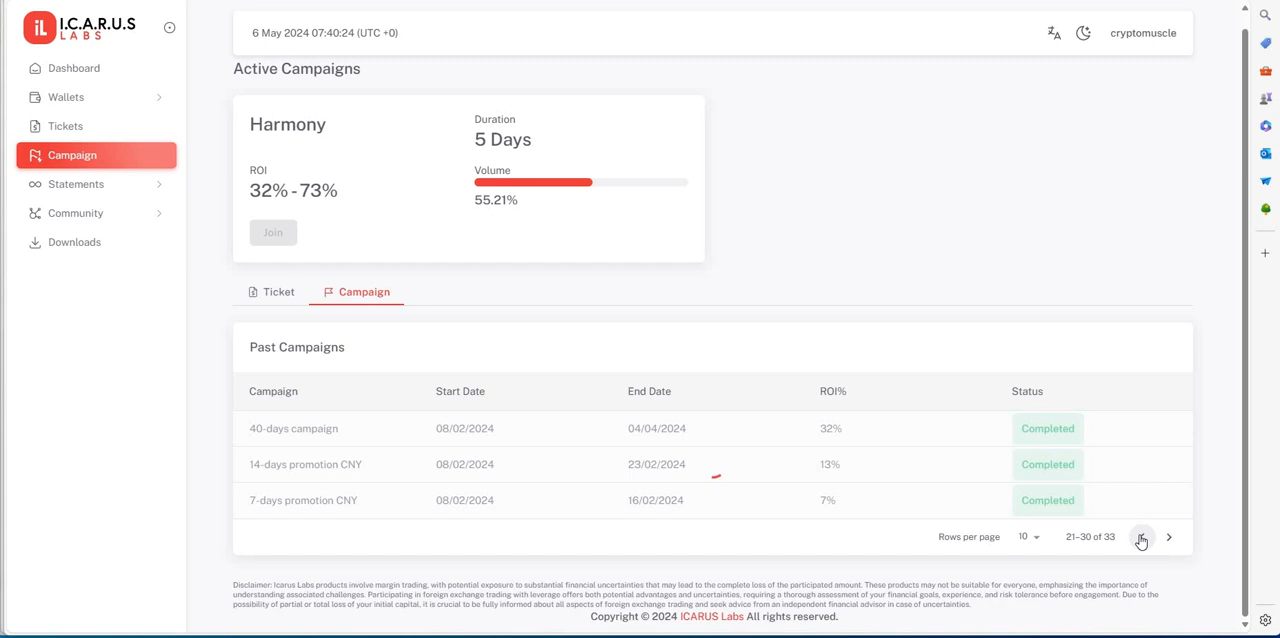 iL I.C.A.R.U.S
LABS
Dashboard
Wallets
Tickets
Campaign
Statements
Community
Downloads
6 May 2024 07:40:24 (UTC +0)
cryptomuscle
Active Campaigns
Harmony
Duration
5 Days
ROI
32% - 73%
Volume
55.21%
Join
Ticket
Campaign
Past Campaigns
Campaign Start Date End Date ROI% Status
40-days campaign 08/02/2024 04/04/2024 32% Completed
14-days promotion CNY 08/02/2024 23/02/2024 13% Completed
7-days promotion CNY 08/02/2024 16/02/2024 7% Completed
Rows per page 10 21–30 of 33
Disclaimer: Icarus Labs products involve margin trading, with potential exposure to substantial financial uncertainties that may lead to the complete loss of the participated amount. These products may not be suitable for everyone, emphasizing the importance of
understanding associated challenges. Participating in foreign exchange trading with leverage offers both potential advantages and uncertainties, requiring a thorough assessment of your financial goals, experience, and risk tolerance before engagement. Due to the
possibility of partial or total loss of your initial capital, it is crucial to be fully informed about all aspects of foreign exchange trading and seek advice from an independent financial advisor in case of uncertainties.
Copyright © 2024 ICARUS Labs All rights reserved.